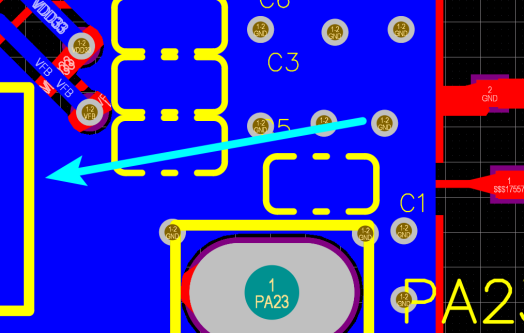 C6
VDD33
1-2
GND
1-2
GND
1-2
GND
1-2
VDD3
C3
VFB
VFB
2
GND
1-2
VFB
1-2
GND
5
1-2
GND
1-2
GND
1
$$$17557
C1
1-2
GND
1-2
GND
1-2
GND
1
PA23
1-2
GND
PA23